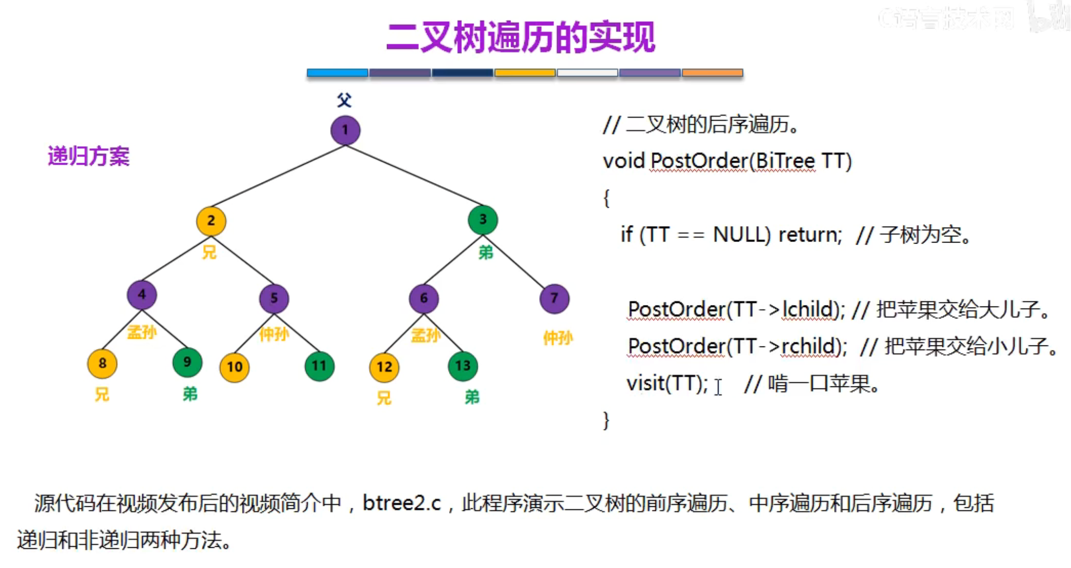 C语言技术网
二叉树遍历的实现
父
递归方案
1
2
3
兄
弟
4
5
6
7
孟孙
仲孙
孟孙
仲孙
8
9
10
11
12
13
兄
弟
兄
弟
// 二叉树的后序遍历。
void PostOrder(BiTree TT)
{
if (TT == NULL) return; // 子树为空。
PostOrder(TT->lchild); // 把苹果交给大儿子。
PostOrder(TT->rchild); // 把苹果交给小儿子。
visit(TT); // 啃一口苹果。
}
源代码在视频发布后的视频简介中，btree2.c，此程序演示二叉树的前序遍历、中序遍历和后序遍历，包括
递归和非递归两种方法。